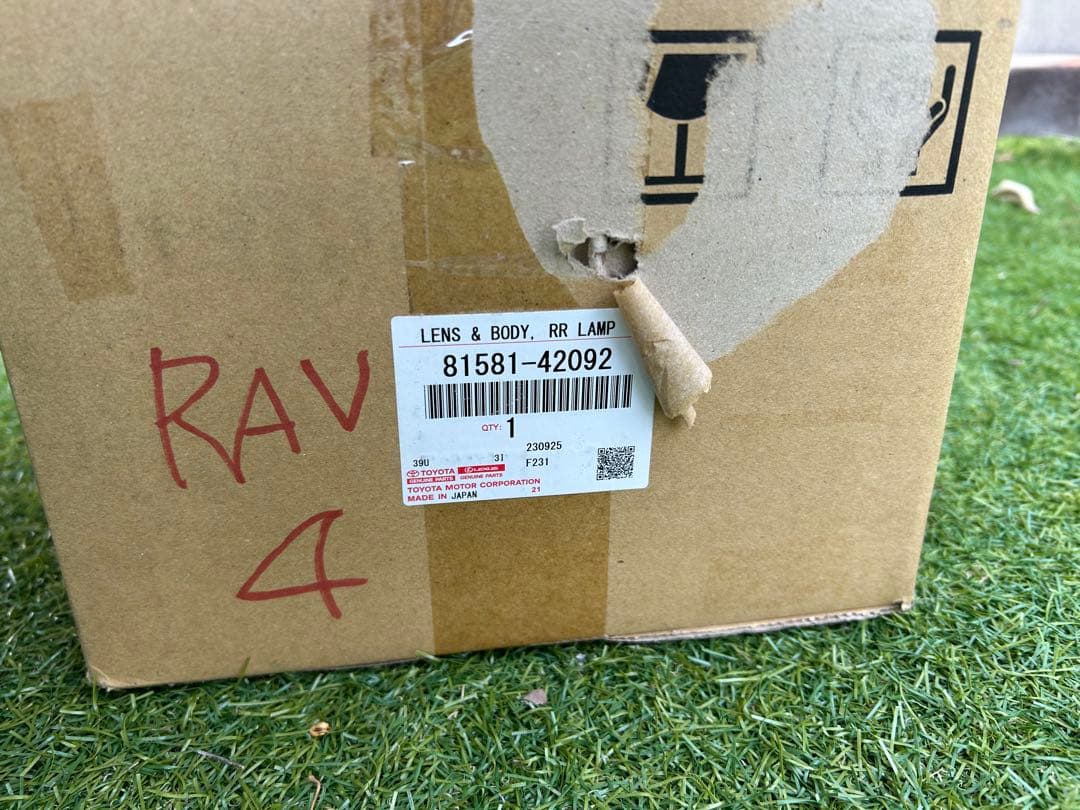 RAV
4
LENS & BODY, RR LAMP
81581-42092
QTY: 1
230925
39U 3I F231
TOYOTA LEXUS
GENUINE PARTS GENUINE PARTS
TOYOTA MOTOR CORPORATION
MADE IN JAPAN 21